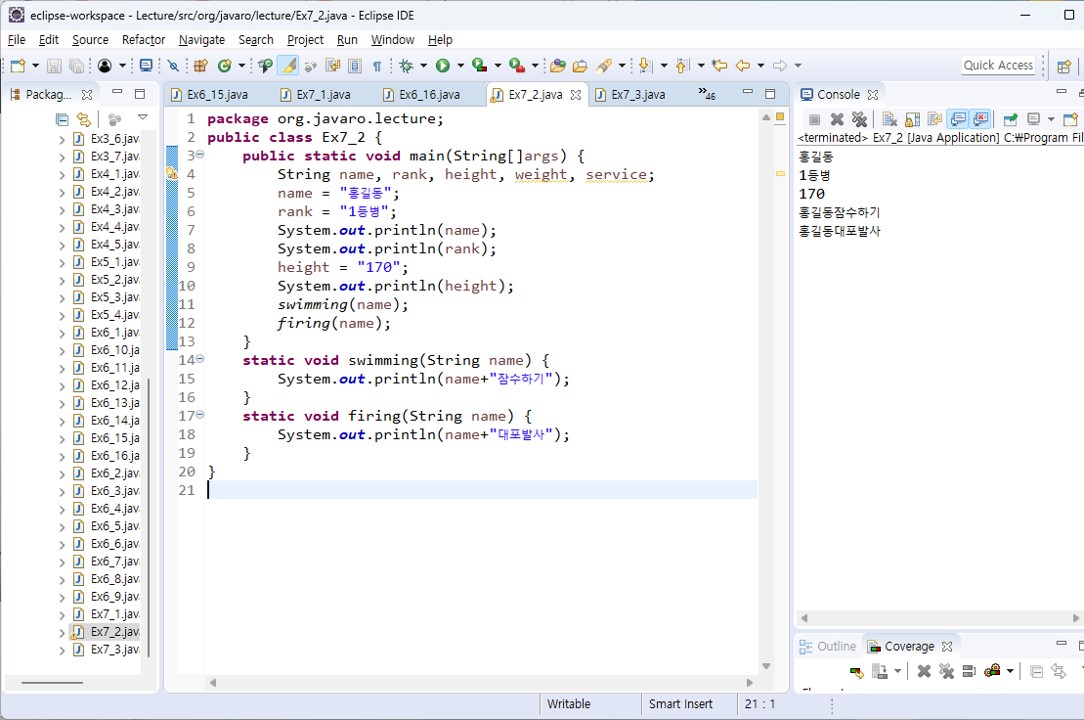 eclipse-workspace - Lecture/src/org/javaro/lecture/Ex7_2.java - Eclipse IDE
File Edit Source Refactor Navigate Search Project Run Window Help
Quick Access
Packag...
Ex3_6.jav
Ex3_7.jav
Ex4_1.jav
Ex4_2.jav
Ex4_3.jav
Ex4_4.jav
Ex4_5.jav
Ex5_1.jav
Ex5_2.jav
Ex5_3.jav
Ex5_4.jav
Ex6_1.jav
Ex6_10.ja
Ex6_11.ja
Ex6_12.ja
Ex6_13.ja
Ex6_14.ja
Ex6_15.ja
Ex6_16.ja
Ex6_2.jav
Ex6_3.jav
Ex6_4.jav
Ex6_5.jav
Ex6_6.jav
Ex6_7.jav
Ex6_8.jav
Ex6_9.jav
Ex7_1.jav
Ex7_2.jav
Ex7_3.jav
Ex6_15.java Ex7_1.java Ex6_16.java Ex7_2.java Ex7_3.java »46
1 package org.javaro.lecture;
2 public class Ex7_2 {
3 public static void main(String[]args) {
4 String name, rank, height, weight, service;
5 name = "홍길동";
6 rank = "1등병";
7 System.out.println(name);
8 System.out.println(rank);
9 height = "170";
10 System.out.println(height);
11 swimming(name);
12 firing(name);
13 }
14 static void swimming(String name) {
15 System.out.println(name+"잠수하기");
16 }
17 static void firing(String name) {
18 System.out.println(name+"대포발사");
19 }
20 }
21
Console
<terminated> Ex7_2 [Java Application] C:₩Program Fil
홍길동
1등병
170
홍길동잠수하기
홍길동대포발사
Outline Coverage
Writable Smart Insert 21 : 1